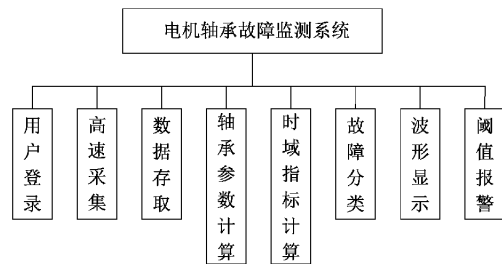 电机轴承故障监测系统
用户登录
高速采集
数据存取
轴承参数计算
时域指标计算
故障分类
波形显示
阈值报警